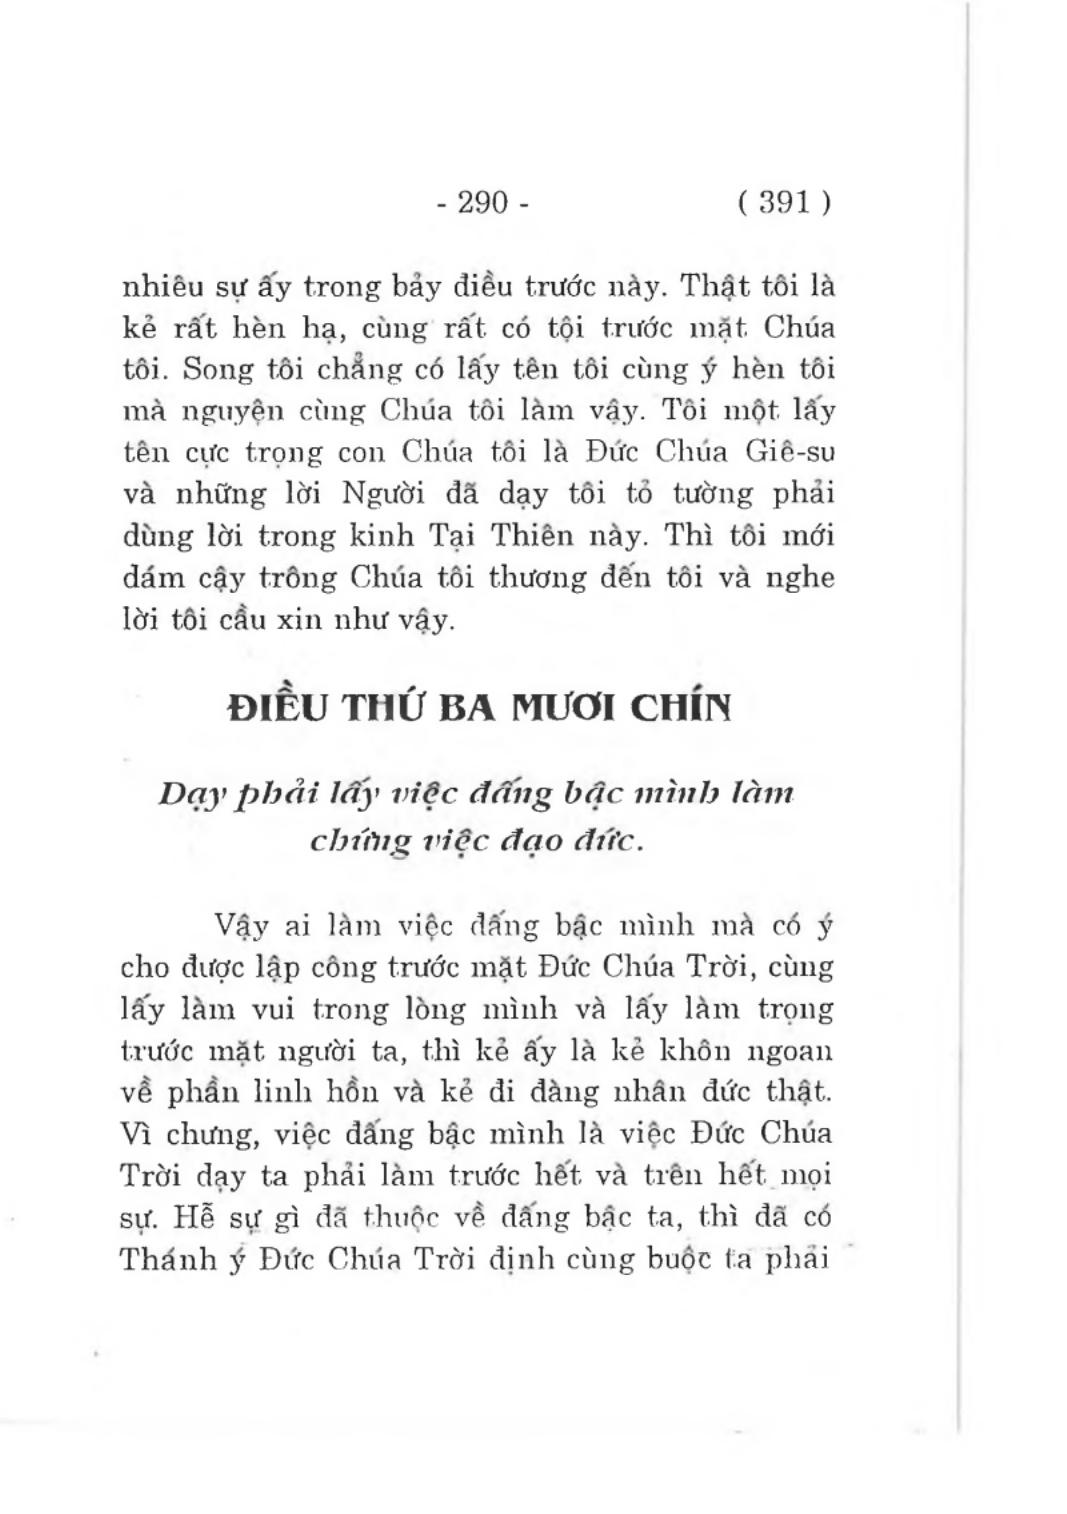 - 290 - ( 391 )
nhiêu sự ấy trong bảy điều trước này. Thật tôi là
kẻ rất hèn hạ, cùng rất có tội trước mặt Chúa
tôi. Song tôi chẳng có lấy tên tôi cùng ý hèn tôi
mà nguyện cùng Chúa tôi làm vậy. Tôi một lấy
tên cực trọng con Chúa tôi là Đức Chúa Giê-su
và những lời Người đã dạy tôi tỏ tường phải
dùng lời trong kinh Tại Thiên này. Thì tôi mới
dám cậy trông Chúa tôi thương đến tôi và nghe
lời tôi cầu xin như vậy.
ĐIỀU THỨ BA MƯƠI CHÍN
Dạy phải lấy việc đấng bậc mình làm
chứng việc đạo đức.
Vậy ai làm việc đấng bậc mình mà có ý
cho được lập công trước mặt Đức Chúa Trời, cùng
lấy làm vui trong lòng mình và lấy làm trọng
trước mặt người ta, thì kẻ ấy là kẻ khôn ngoan
về phần linh hồn và kẻ đi đàng nhân đức thật.
Vì chưng, việc đấng bậc mình là việc Đức Chúa
Trời dạy ta phải làm trước hết và trên hết mọi
sự. Hễ sự gì đã thuộc về đấng bậc ta, thì đã có
Thánh ý Đức Chúa Trời định cùng buộc ta phải